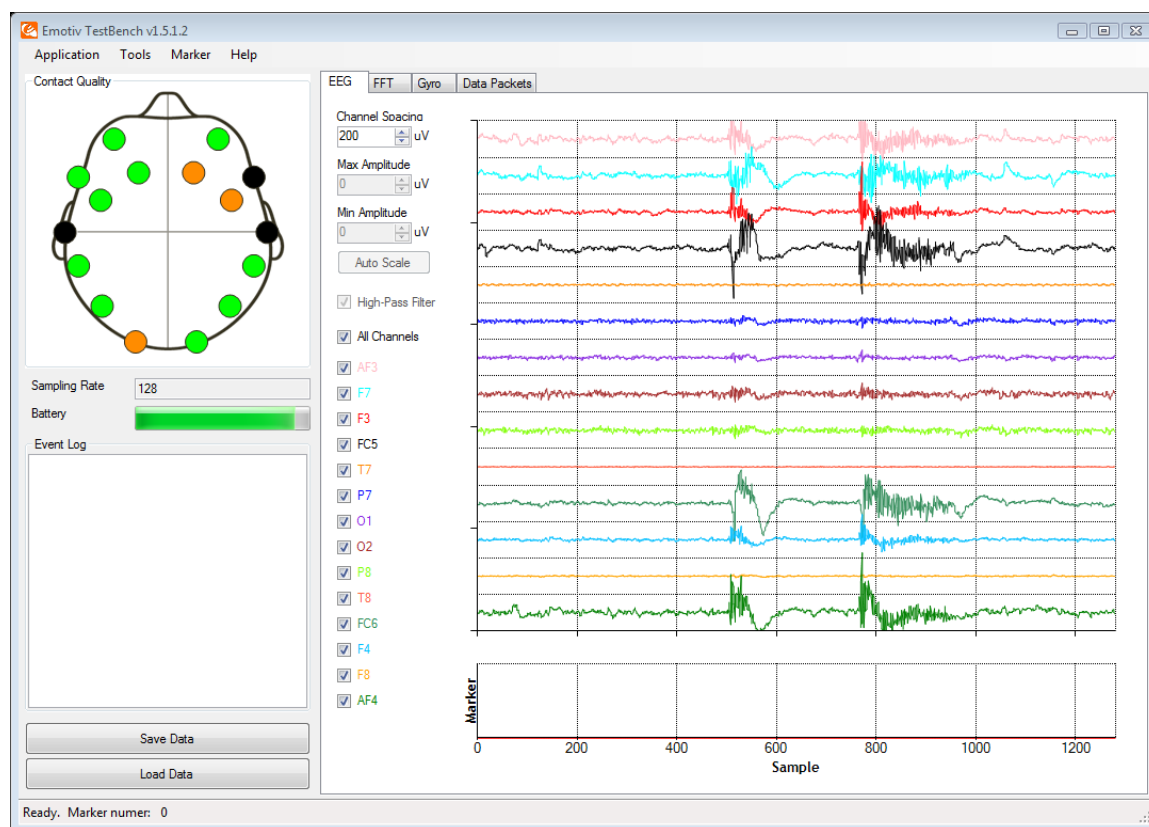 Emotiv TestBench v1.5.1.2
Application Tools Marker Help
Contact Quality
Sampling Rate 128
Battery
Event Log
Save Data
Load Data
EEG FFT Gyro Data Packets
Channel Spacing
200 uV
Max Amplitude
0 uV
Min Amplitude
0 uV
Auto Scale
High-Pass Filter
All Channels
AF3
F7
F3
FC5
T7
P7
O1
O2
P8
T8
FC6
F4
F8
AF4
Marker
0 200 400 600 800 1000 1200
Sample
Ready. Marker numer: 0